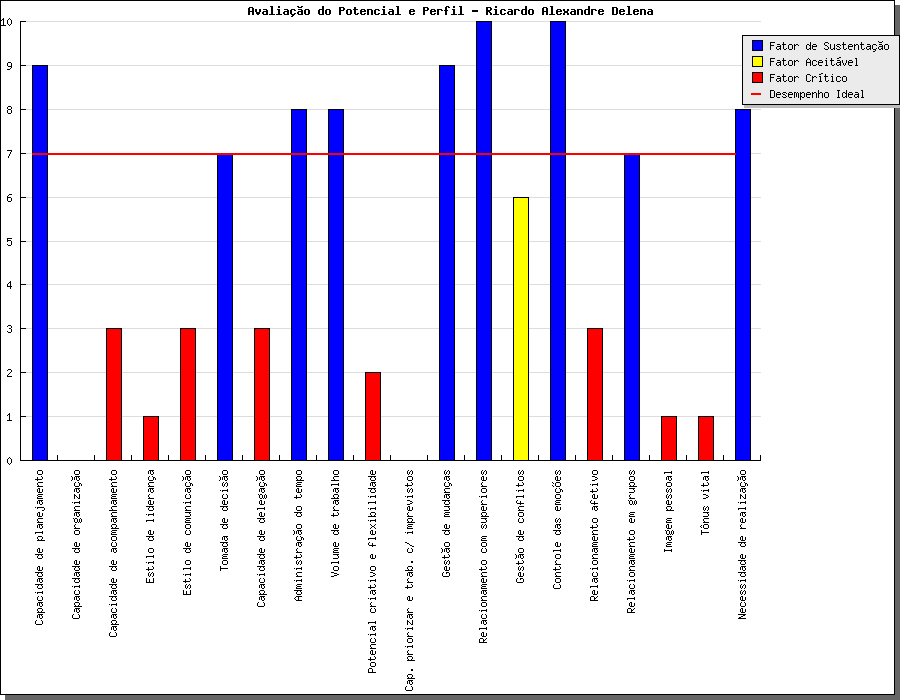 Avaliação do Potencial e Perfil - Ricardo Alexandre Delena
10
9
8
7
6
5
4
3
2
1
0
Fator de Sustentação
Fator Aceitável
Fator Crítico
Desempenho Ideal
Capacidade de planejamento
Capacidade de organização
Capacidade de acompanhamento
Estilo de liderança
Estilo de comunicação
Tomada de decisão
Capacidade de delegação
Administração do tempo
Volume de trabalho
Potencial criativo e flexibilidade
Cap. priorizar e trab. c/ imprevistos
Gestão de mudanças
Relacionamento com superiores
Gestão de conflitos
Controle das emoções
Relacionamento afetivo
Relacionamento em grupos
Imagem pessoal
Tônus vital
Necessidade de realização